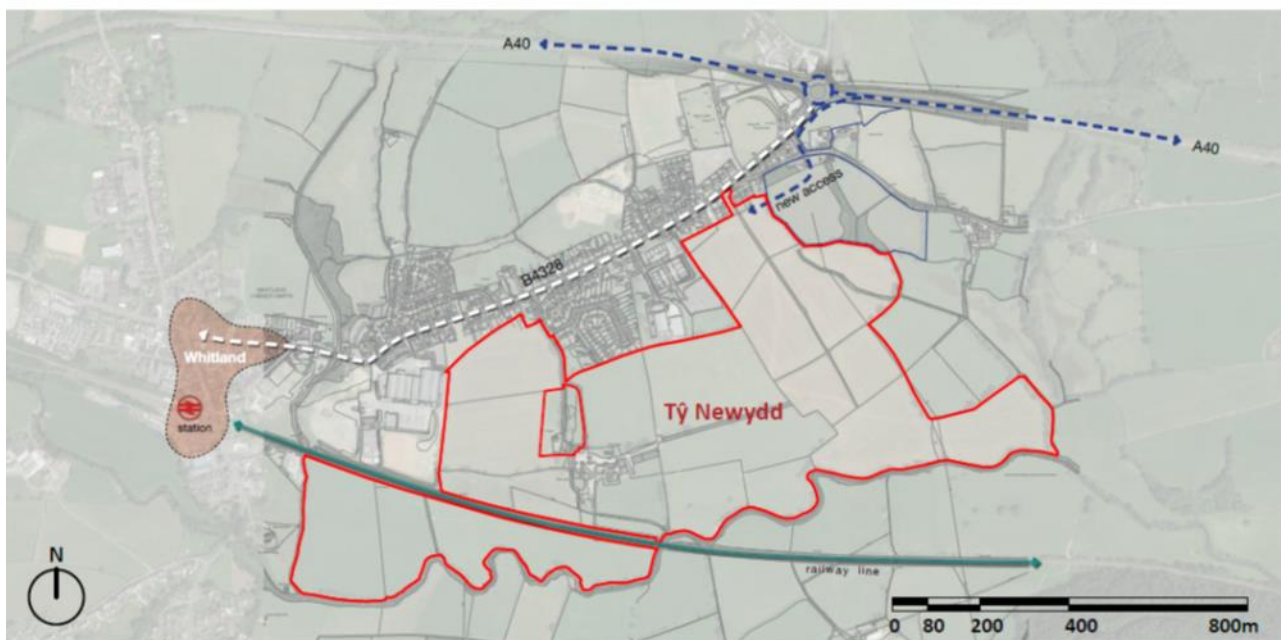 A40
A40
new access
B4328
Whitland
station
Tŷ Newydd
railway line
N
0 80 200 400 800m